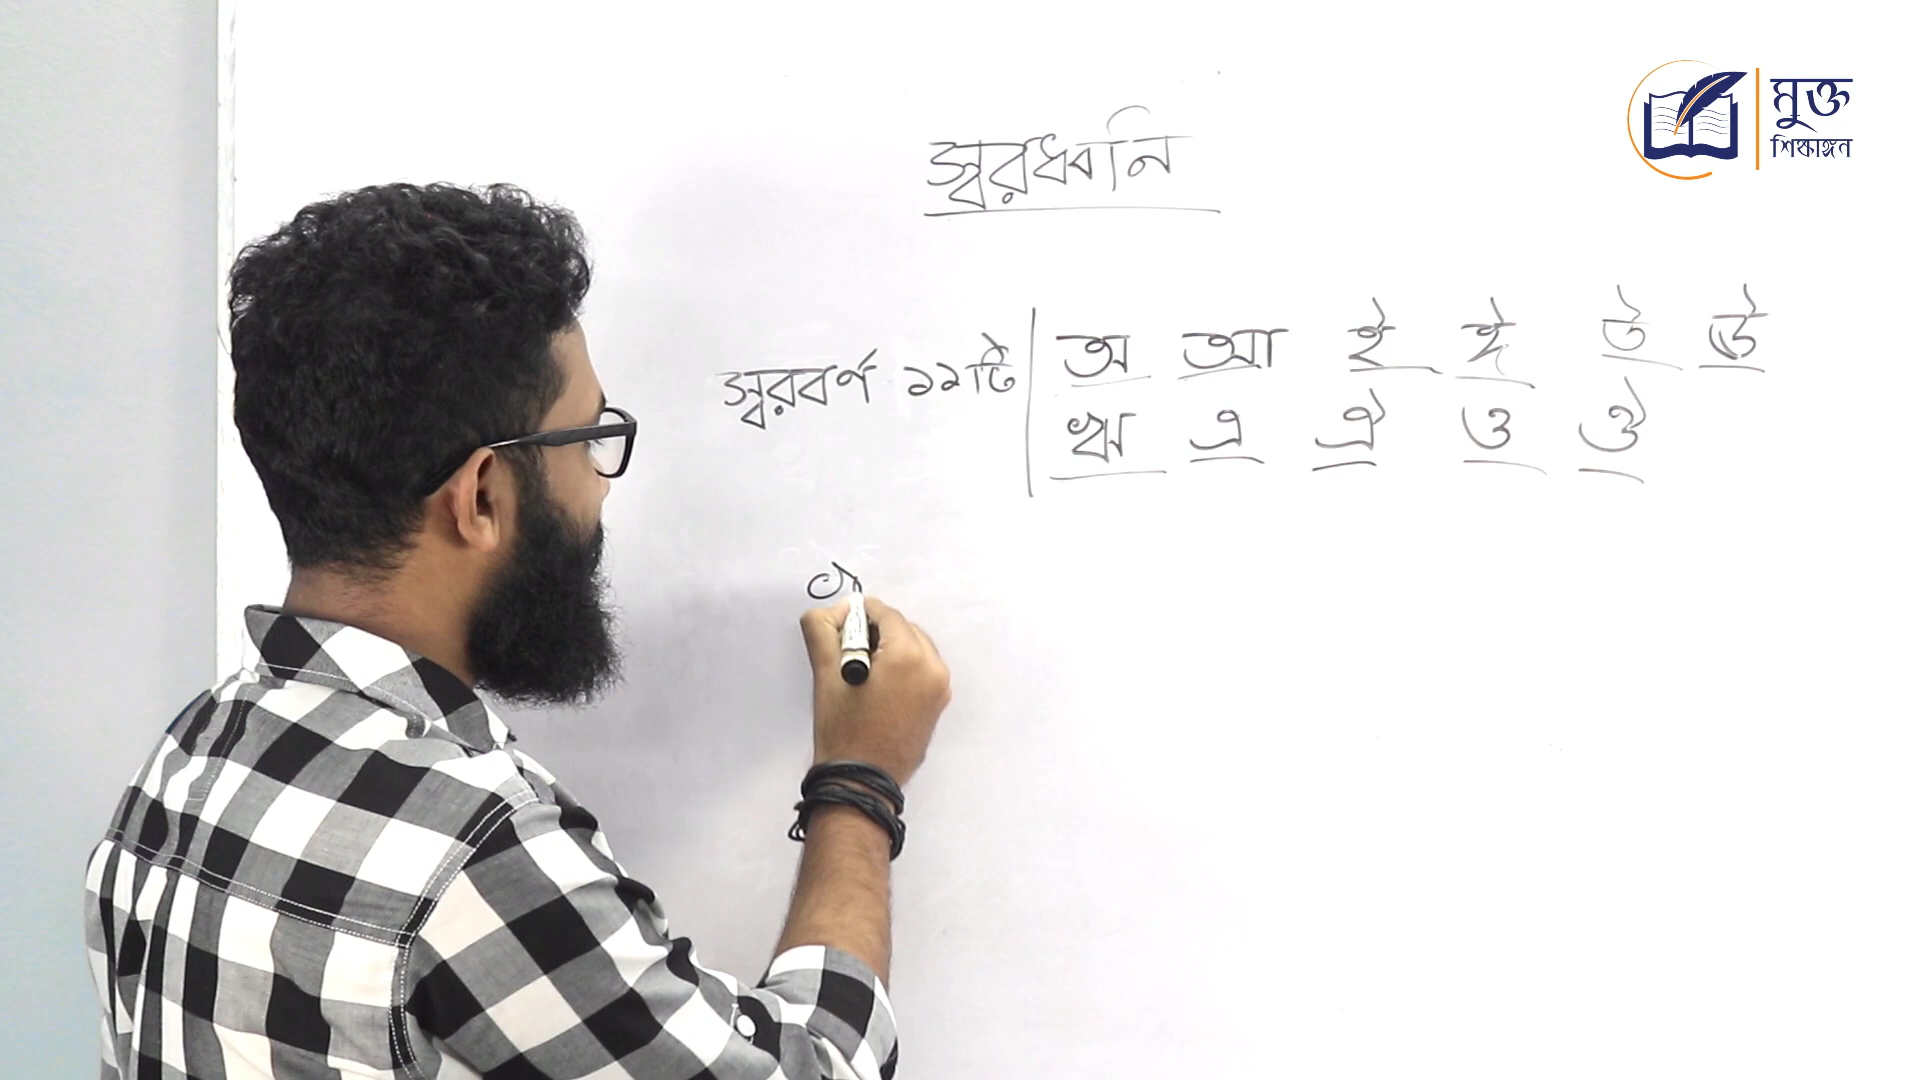 মুক্ত
শিক্ষাঙ্গন
স্বরধ্বনি
স্বরবর্ণ ১১টি
অ আ ই ঈ উ ঊ
ঋ এ ঐ ও ঔ